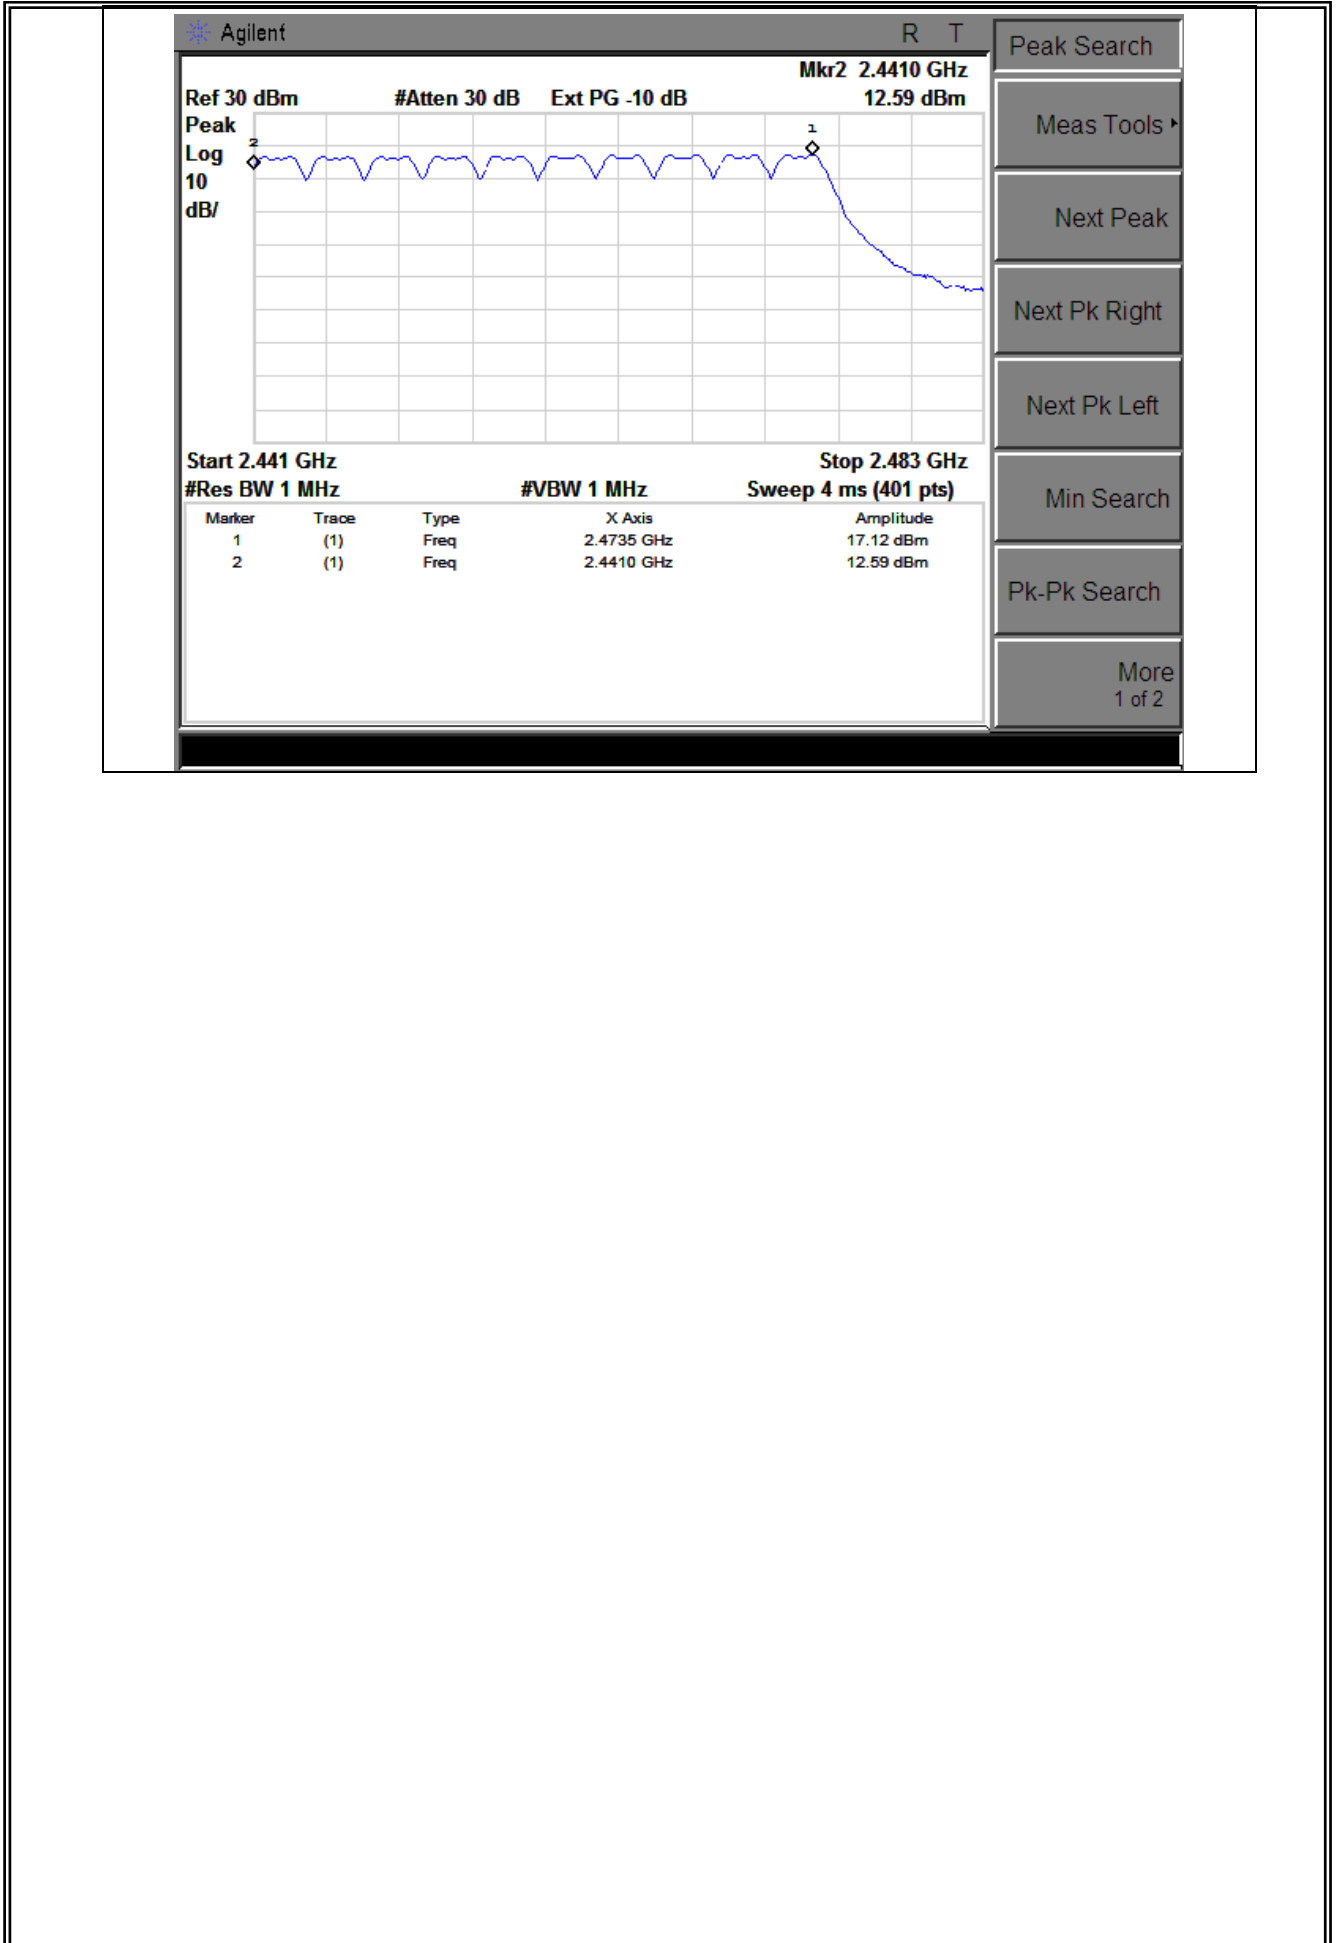 Agilent R T
Peak Search
Mkr2 2.4410 GHz
Ref 30 dBm #Atten 30 dB Ext PG -10 dB 12.59 dBm
Peak
Log
10
dB/
1
2
Meas Tools
Next Peak
Next Pk Right
Next Pk Left
Start 2.441 GHz Stop 2.483 GHz
#Res BW 1 MHz #VBW 1 MHz Sweep 4 ms (401 pts)
Marker Trace Type X Axis Amplitude
1 (1) Freq 2.4735 GHz 17.12 dBm
2 (1) Freq 2.4410 GHz 12.59 dBm
Min Search
Pk-Pk Search
More
1 of 2